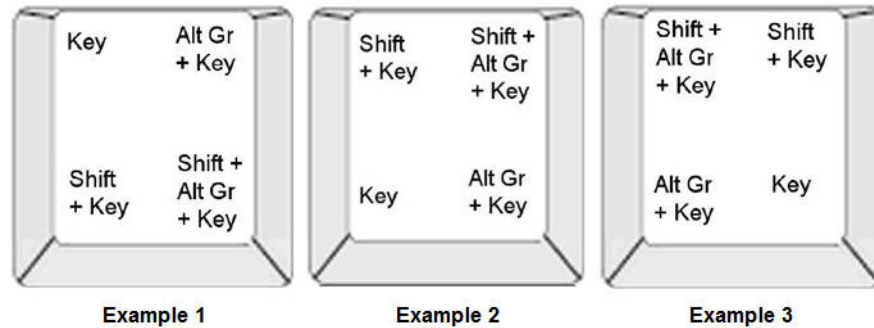 Key
Alt Gr
+ Key
Shift
+ Key
Shift +
Alt Gr
+ Key
Shift
+ Key
Shift +
Alt Gr
+ Key
Key
Alt Gr
+ Key
Shift +
Alt Gr
+ Key
Shift
+ Key
Alt Gr
+ Key
Key
Example 1
Example 2
Example 3